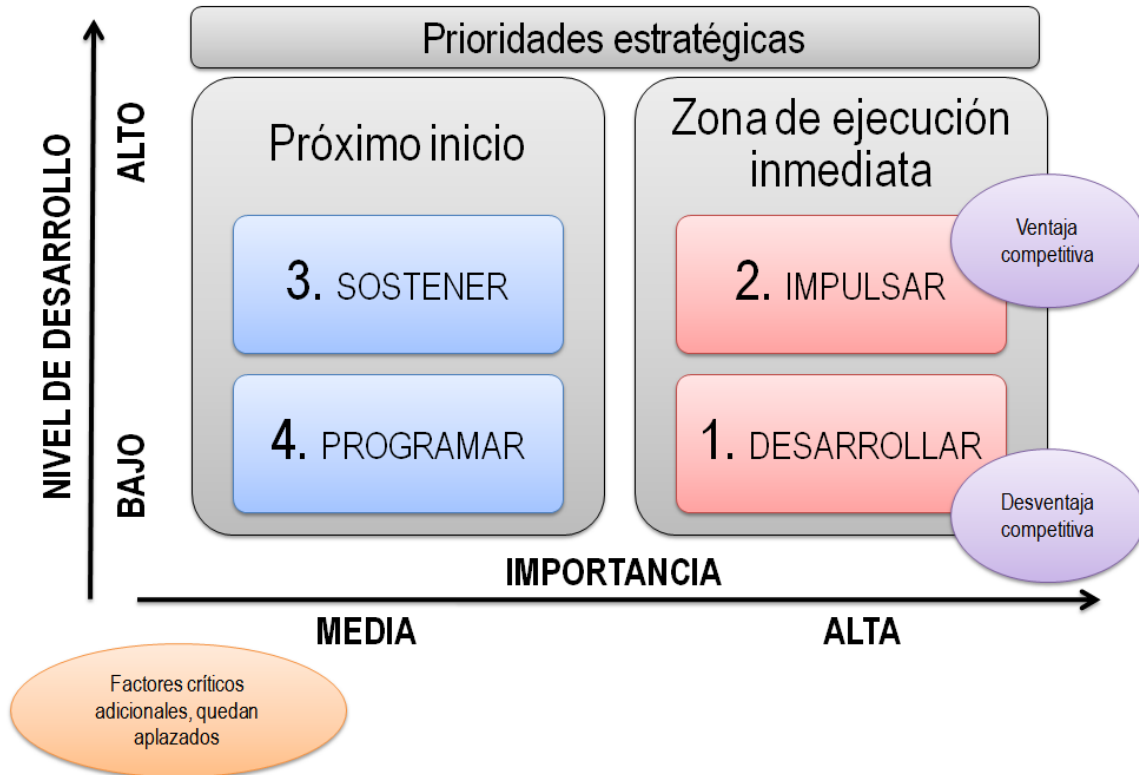 Prioridades estratégicas
Próximo inicio
Zona de ejecución
inmediata
3. SOSTENER
2. IMPULSAR
Ventaja
competitiva
4. PROGRAMAR
1. DESARROLLAR
Desventaja
competitiva
NIVEL DE DESARROLLO
ALTO
BAJO
IMPORTANCIA
MEDIA
ALTA
Factores críticos
adicionales, quedan
aplazados